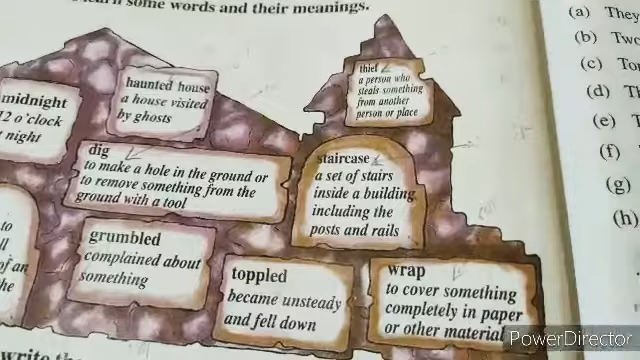 some words and their meanings.
thief
a person who
steals something
from another
person or place
haunted house
a house visited
by ghosts
midnight
12 o'clock
night
dig
to make a hole in the ground or
to remove something from the
ground with a tool
staircase
a set of stairs
inside a building,
including the
posts and rails
to
of an
grumbled
complained about
something
toppled
became unsteady
and fell down
wrap
to cover something
completely in paper
or other material
write
(a) They
(b)
(c)
(d)
(e)
(f)
(g)
(h)
PowerDirector